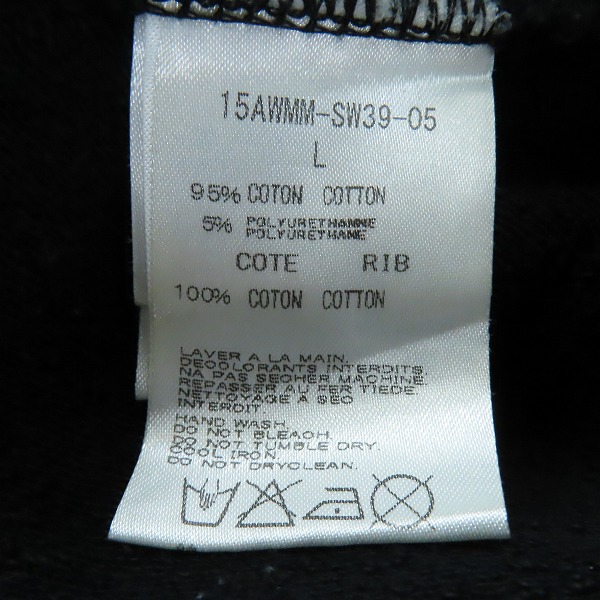 15AWMM-SW39-05
L
95% COTON COTTON
5% POLYURETHANNE
POLYURETHANE
COTE RIB
100% COTON COTTON
LAVER A LA MAIN.
DECOLORANTS INTERDITS
NA PAS SECHER MACHINE.
REPASSER AU FER TIEDE.
NETTOYAGE A SEC
INTERDIT.
HAND WASH.
DO NOT BLEACH.
DO NOT TUMBLE DRY.
COOL IRON.
DO NOT DRYCLEAN.